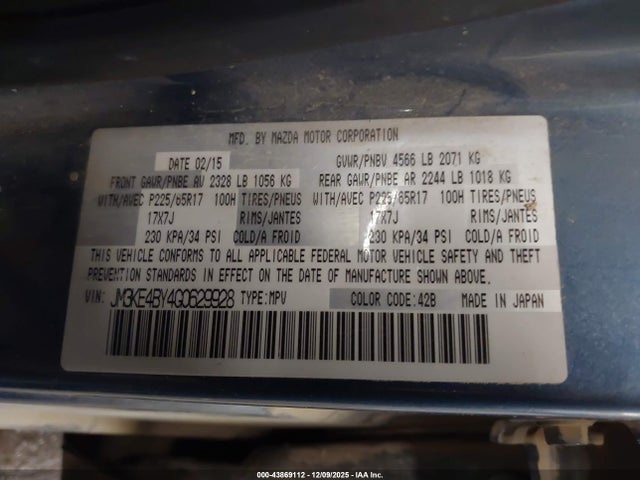 MFD. BY MAZDA MOTOR CORPORATION
DATE 02/15 GVWR/PNBV 4566 LB 2071 KG
FRONT GAWR/PNBE AV 2328 LB 1056 KG REAR GAWR/PNBE AR 2244 LB 1018 KG
WITH/AVEC P225/65R17 100H TIRES/PNEUS WITH/AVEC P225/65R17 100H TIRES/PNEUS
17X7J RIMS/JANTES 17X7J RIMS/JANTES
230 KPA/34 PSI COLD/A FROID 230 KPA/34 PSI COLD/A FROID
THIS VEHICLE CONFORMS TO ALL APPLICABLE FEDERAL MOTOR VEHICLE SAFETY AND THEFT
PREVENTION STANDARDS IN EFFECT ON THE DATE OF MANUFACTURE SHOWN ABOVE.
VIN: JM3KE4BY4G0629928 TYPE:MPV COLOR CODE:42B MADE IN JAPAN
000-43869112 - 12/09/2025 - IAA Inc.